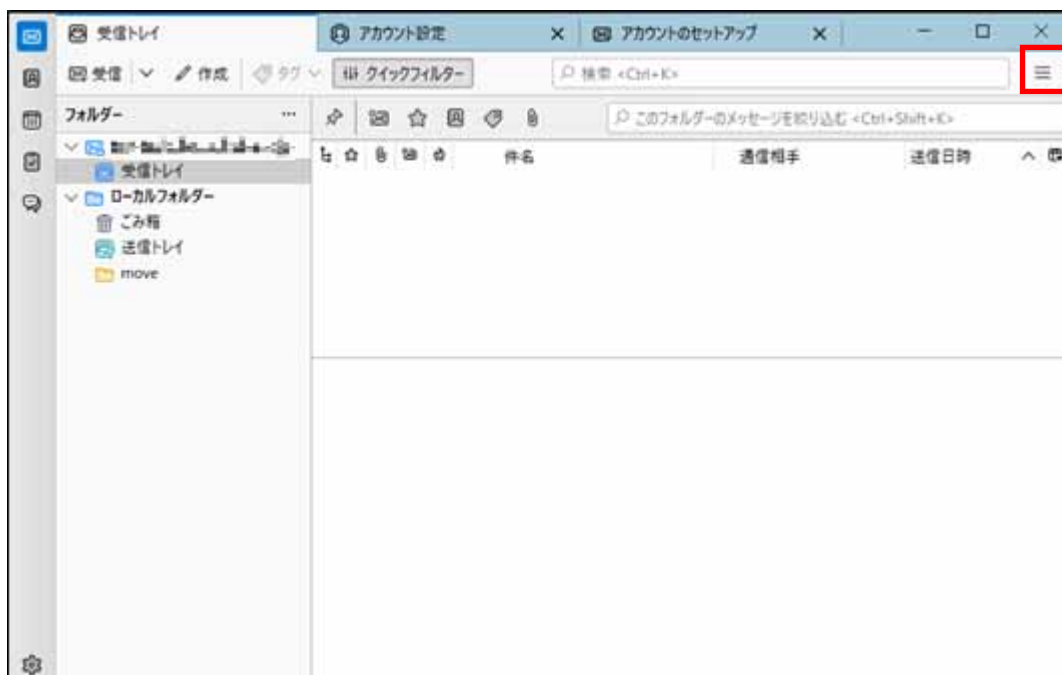 受信トレイ アカウント設定 アカウントのセットアップ
受信 作成 タグ クイックフィルター 検索 <Ctrl+K>
フォルダー ... このフォルダーのメッセージを絞り込む <Ctrl+Shift+K>
件名 通信相手 送信日時
受信トレイ
ローカルフォルダー
ごみ箱
送信トレイ
move